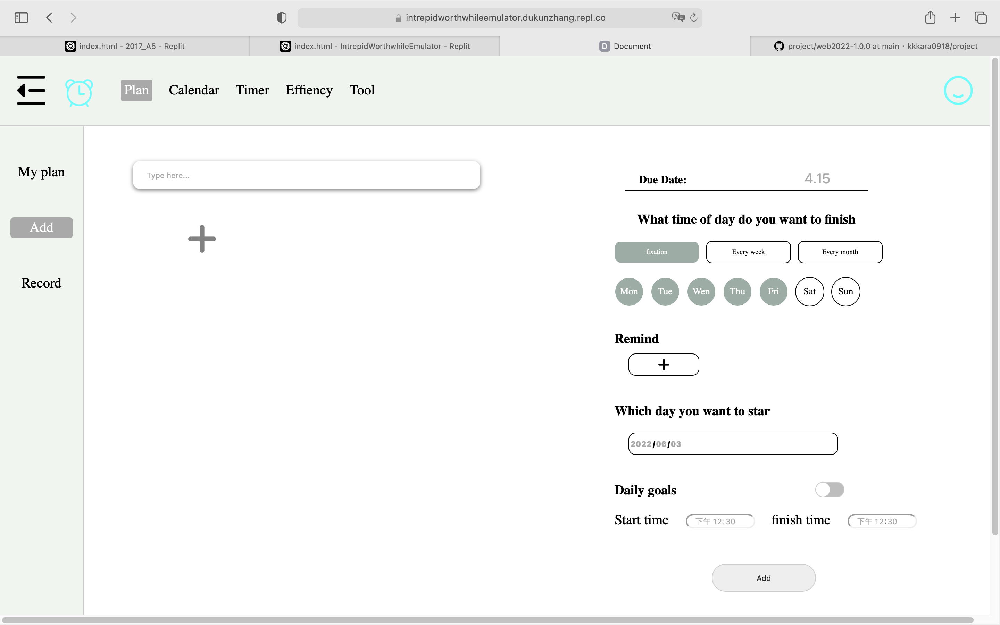 intrepidworthwhileemulator.dukunzhang.repl.co
index.html - 2017_A5 - Replit
index.html - IntrepidWorthwhileEmulator - Replit
D Document
project/web2022-1.0.0 at main · kkkara0918/project
Plan Calendar Timer Effiency Tool
My plan
Add
Record
Type here...
Due Date: 4.15
What time of day do you want to finish
fixation Every week Every month
Mon Tue Wen Thu Fri Sat Sun
Remind
Which day you want to star
2022/06/03
Daily goals
Start time 下午 12:30 finish time 下午 12:30
Add